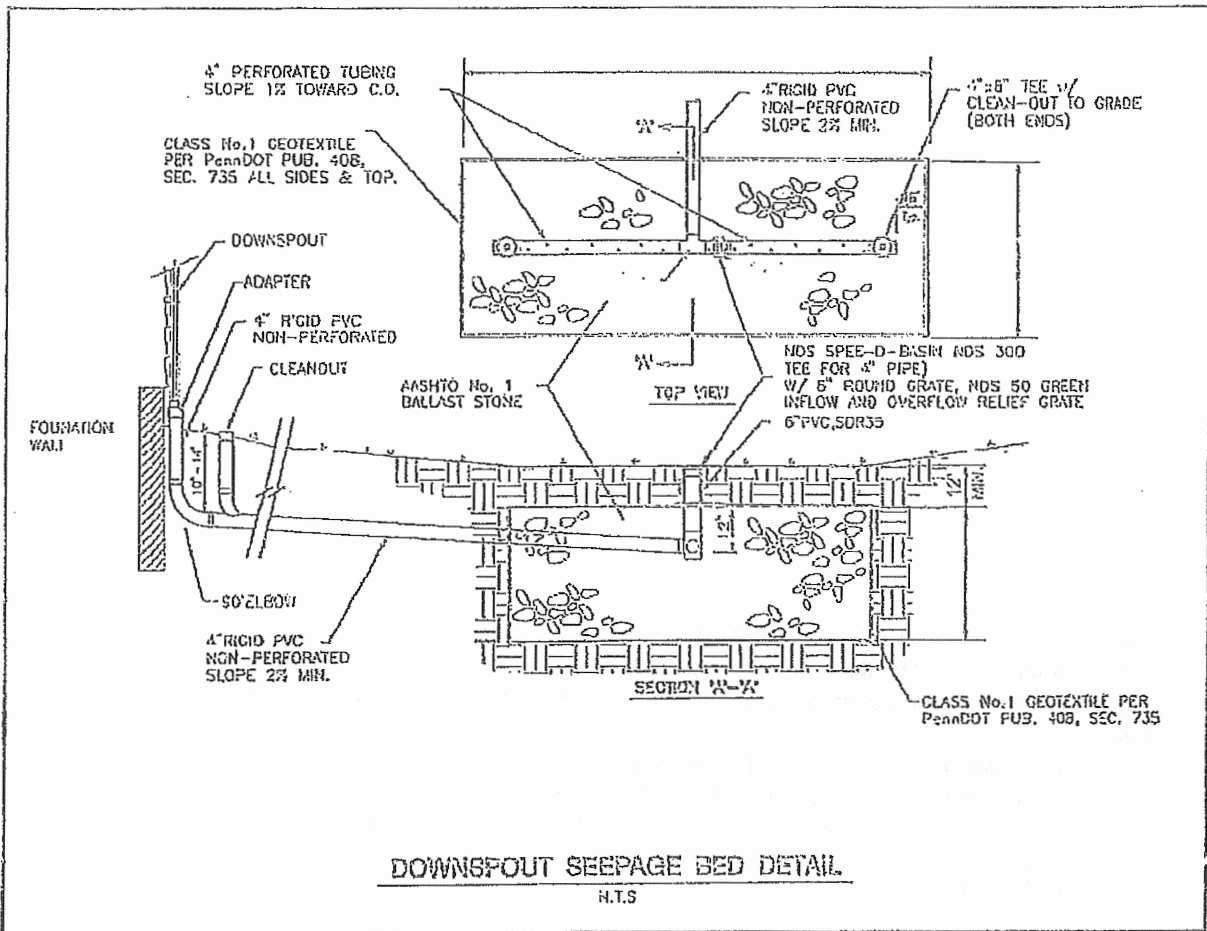 4" PERFORATED TUBING
SLOPE 1% TOWARD C.O.
4" RIGID PVC
NON-PERFORATED
SLOPE 2% MIN.
4"x6" TEE w/
CLEAN-OUT TO GRADE
(BOTH ENDS)
CLASS No.1 GEOTEXTILE
PER PennDOT PUB. 408,
SEC. 735 ALL SIDES & TOP.
"A"
DOWNSPOUT
ADAPTER
4" RIGID PVC
NON-PERFORATED
CLEANOUT
"A"
AASHTO No. 1
BALLAST STONE
TOP VIEW
NDS SPEE-D-BASIN NDS 300
TEE FOR 4" PIPE)
W/ 6" ROUND GRATE, NDS 50 GREEN
INFLOW AND OVERFLOW RELIEF GRATE
6" PVC, SDR35
FOUNATION
WALL
10" - 14"
12"
12"
MIN.
90° ELBOW
4" RIGID PVC
NON-PERFORATED
SLOPE 2% MIN.
SECTION "A"-"A"
CLASS No.1 GEOTEXTILE PER
PennDOT PUB. 408, SEC. 735
DOWNSPOUT SEEPAGE BED DETAIL
N.T.S